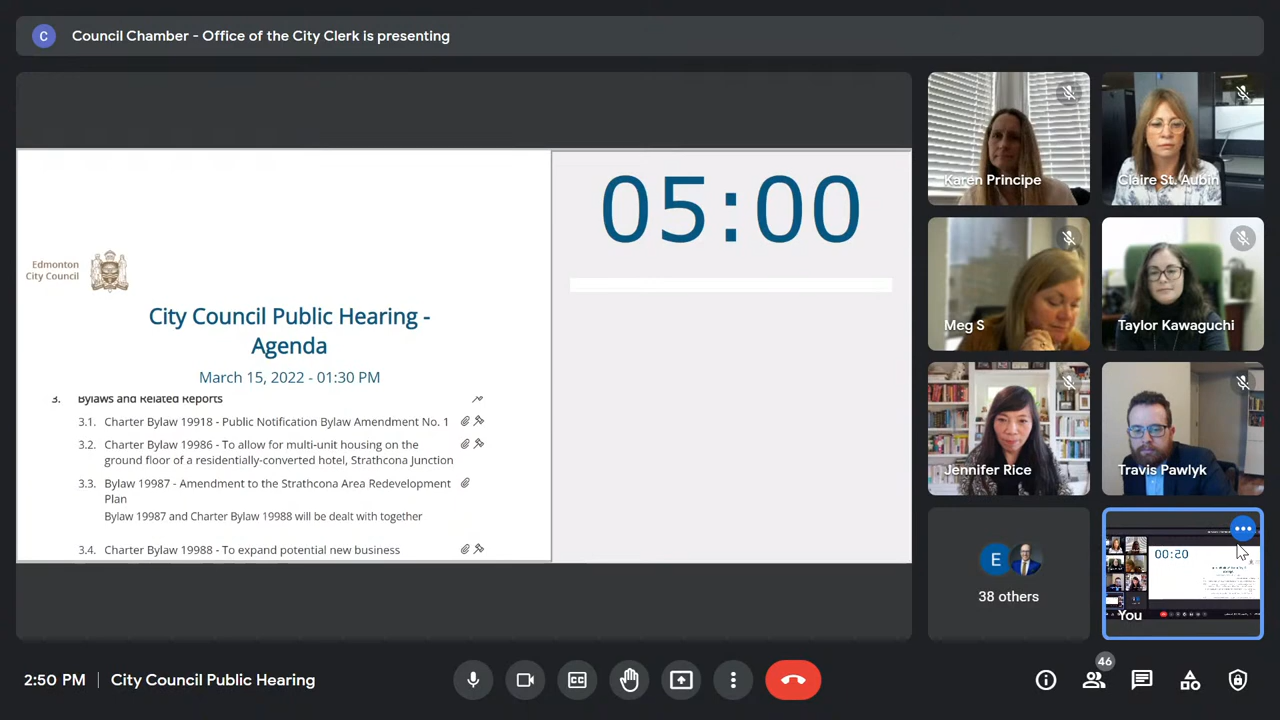 C
Council Chamber - Office of the City Clerk is presenting
Edmonton
City Council
City Council Public Hearing -
Agenda
March 15, 2022 - 01:30 PM
3. Bylaws and Related Reports
3.1. Charter Bylaw 19918 - Public Notification Bylaw Amendment No. 1
3.2. Charter Bylaw 19986 - To allow for multi-unit housing on the
ground floor of a residentially-converted hotel, Strathcona Junction
3.3. Bylaw 19987 - Amendment to the Strathcona Area Redevelopment
Plan
Bylaw 19987 and Charter Bylaw 19988 will be dealt with together
3.4. Charter Bylaw 19988 - To expand potential new business
05:00
Karen Principe
Claire St. Aubin
Meg S
Taylor Kawaguchi
Jennifer Rice
Travis Pawlyk
E
38 others
00:50
You
2:50 PM
City Council Public Hearing
CC
46